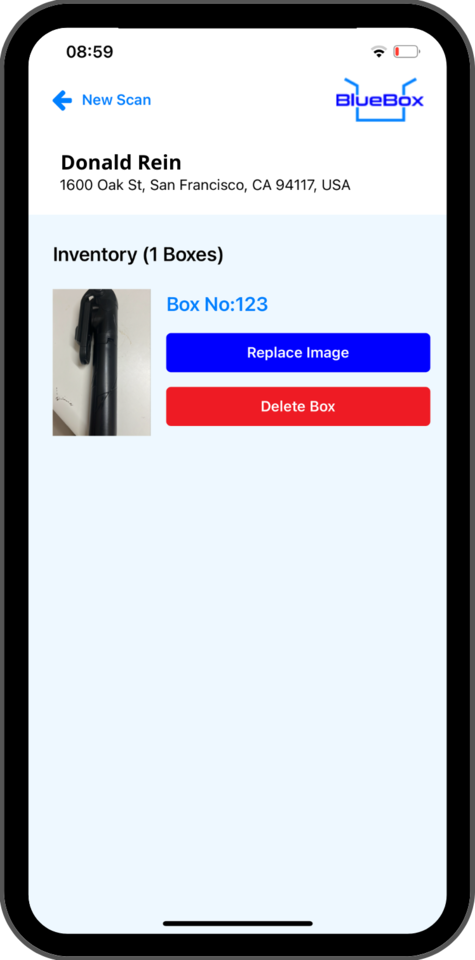 08:59
New Scan
BlueBox
Donald Rein
1600 Oak St, San Francisco, CA 94117, USA
Inventory (1 Boxes)
Box No:123
Replace Image
Delete Box